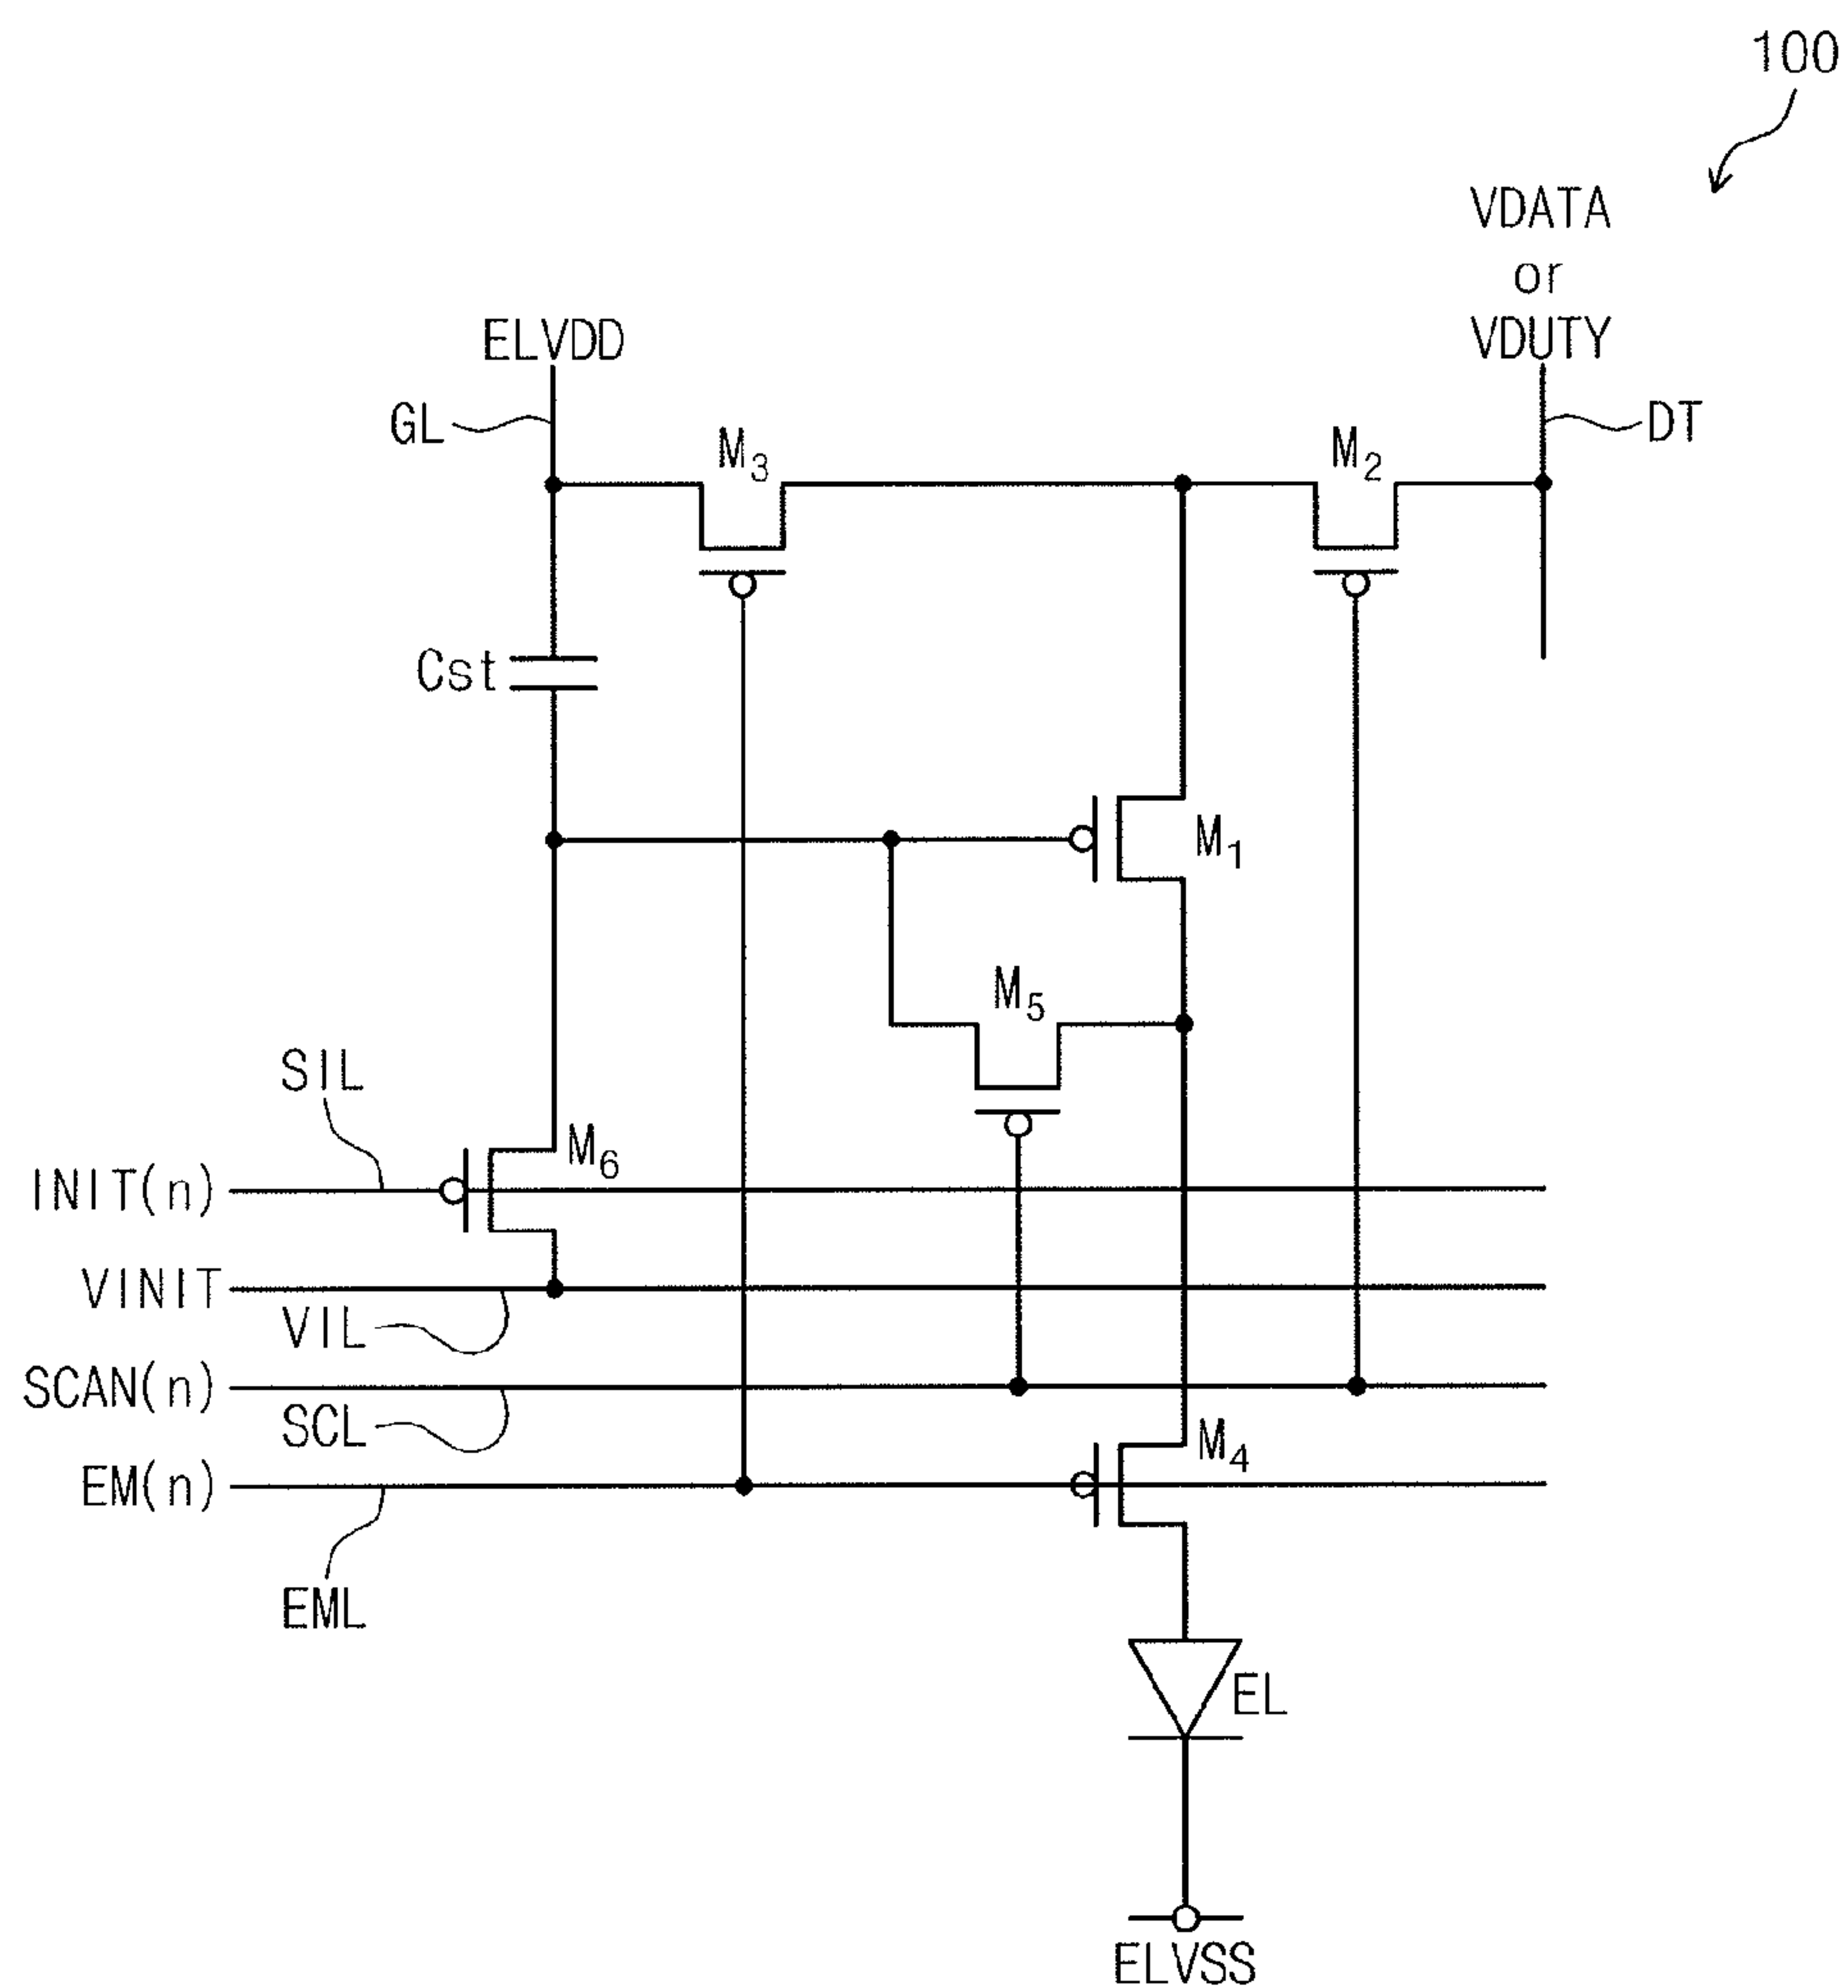 100
VDATA
or
VDUTY
ELVDD
GL
DT
M3
M2
Cst
M1
M5
SIL
M6
INIT(n)
VINIT
VIL
SCAN(n)
SCL
M4
EM(n)
EML
EL
ELVSS